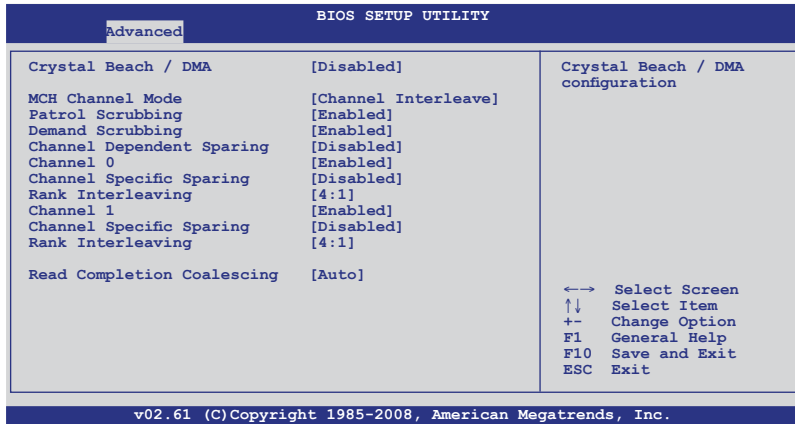 BIOS SETUP UTILITY
Advanced
Crystal Beach / DMA [Disabled]
MCH Channel Mode [Channel Interleave]
Patrol Scrubbing [Enabled]
Demand Scrubbing [Enabled]
Channel Dependent Sparing [Disabled]
Channel 0 [Enabled]
Channel Specific Sparing [Disabled]
Rank Interleaving [4:1]
Channel 1 [Enabled]
Channel Specific Sparing [Disabled]
Rank Interleaving [4:1]
Read Completion Coalescing [Auto]
Crystal Beach / DMA
configuration
←→ Select Screen
↑↓ Select Item
+- Change Option
F1 General Help
F10 Save and Exit
ESC Exit
v02.61 (C)Copyright 1985-2008, American Megatrends, Inc.